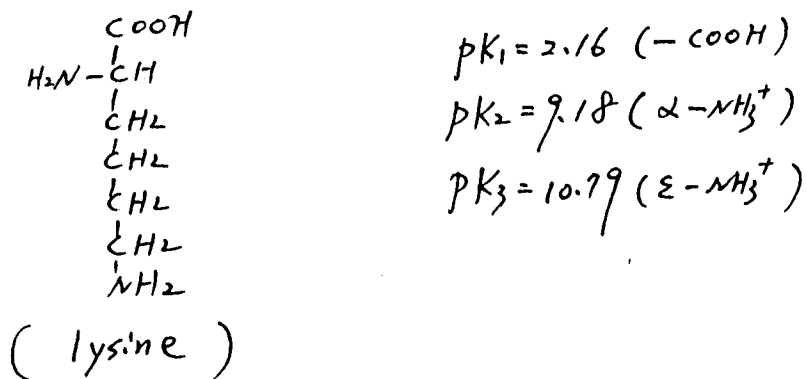 COOH
H2N-CH
CH2
CH2
CH2
CH2
NH2
( lysine )
pK1 = 2.16 (-COOH)
pK2 = 9.18 (α-NH3+)
pK3 = 10.79 (ε-NH3+)